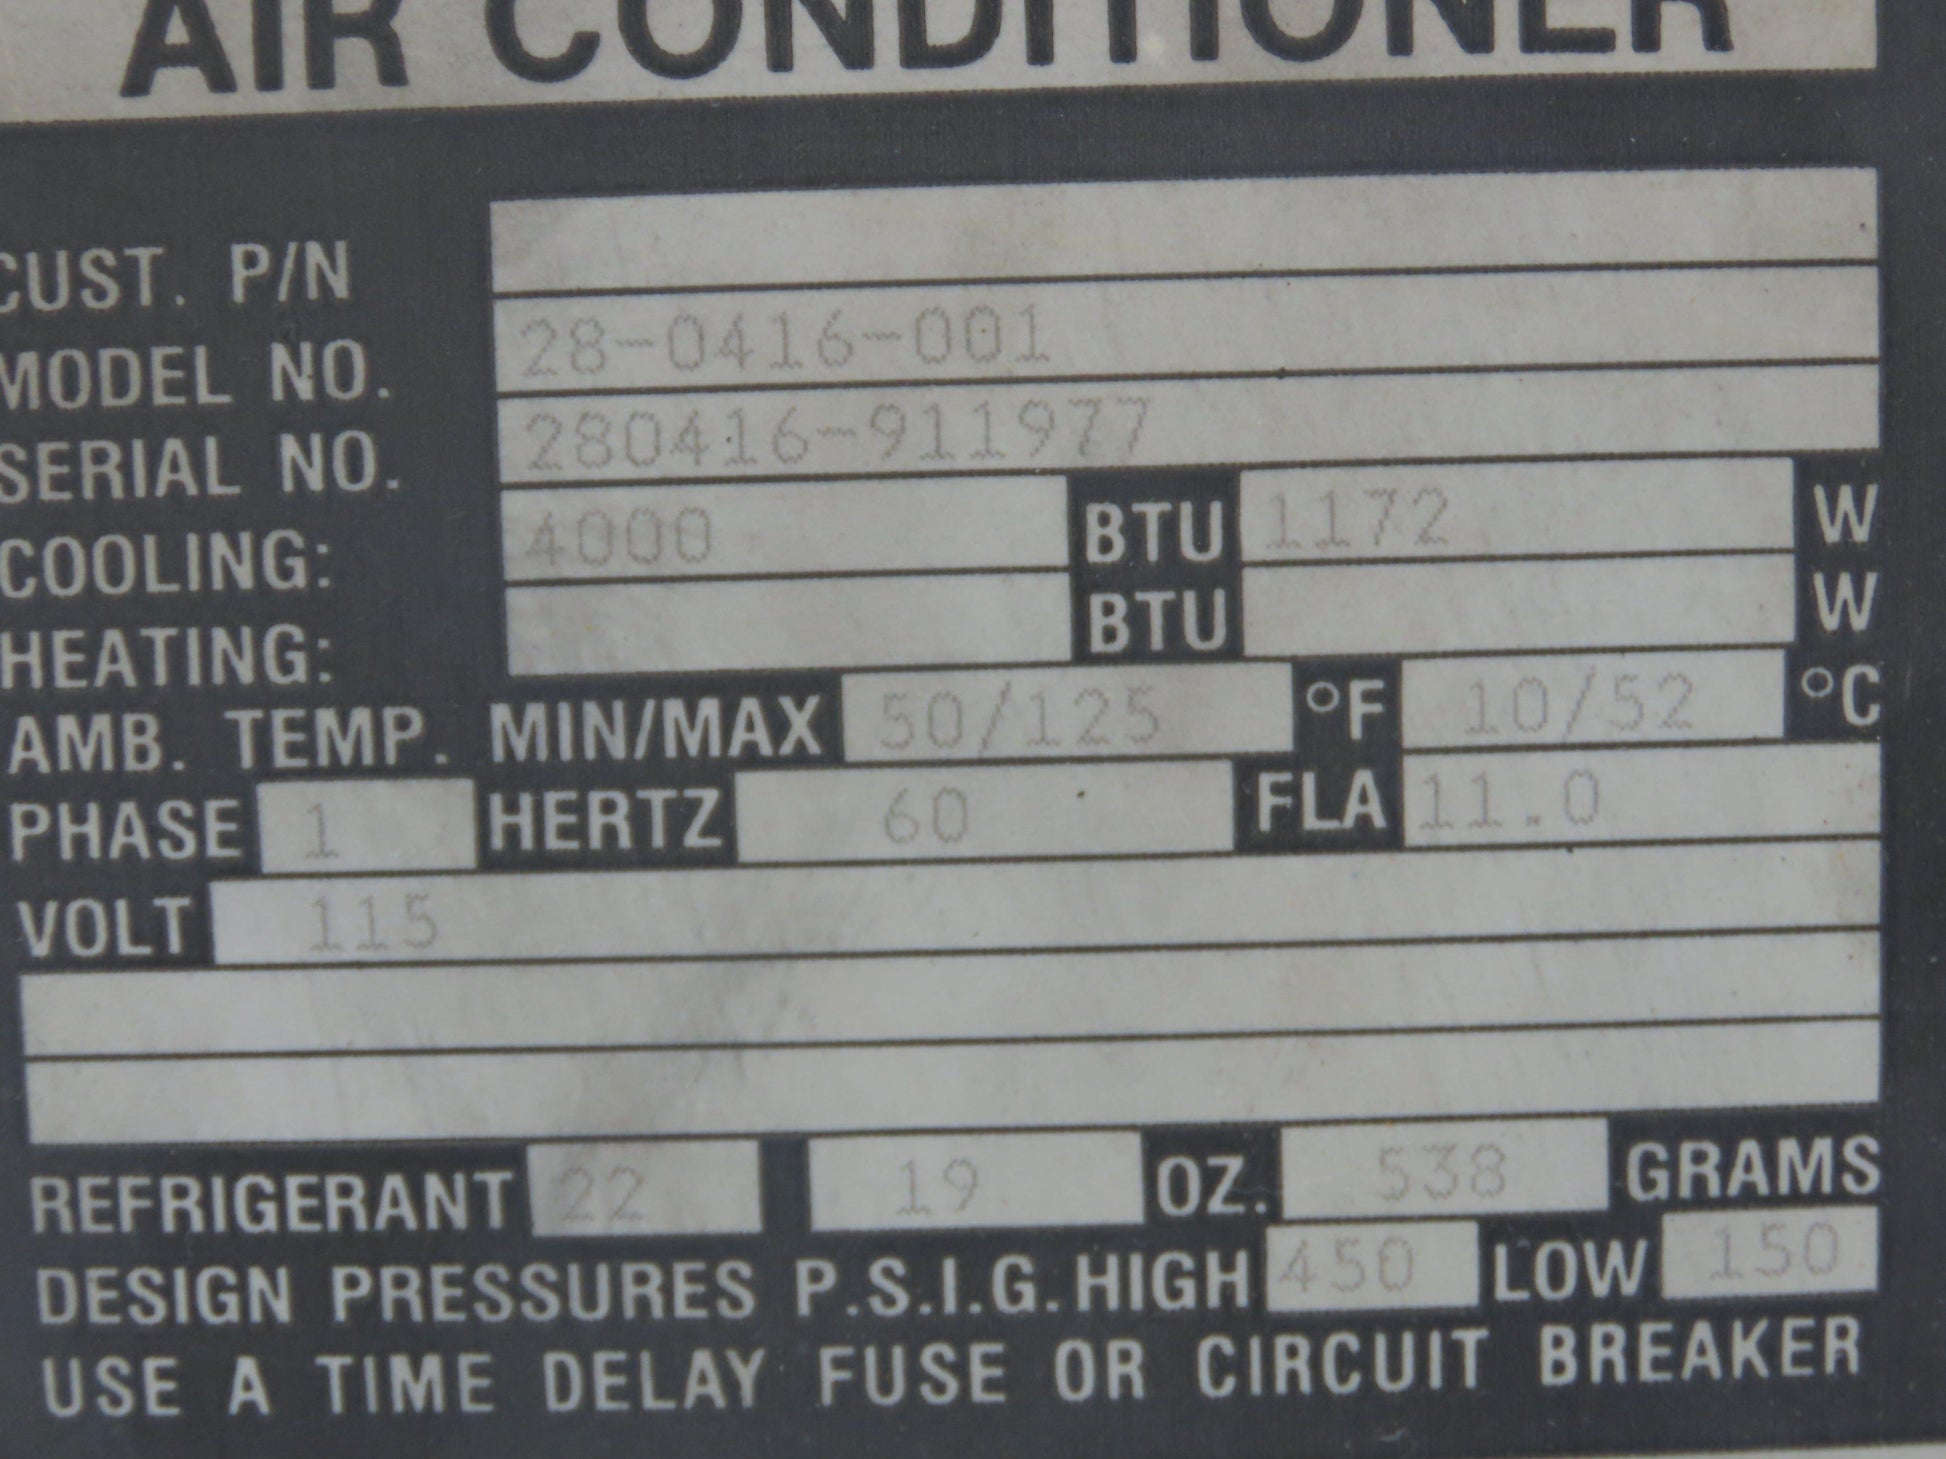 AIR CONDITIONER
CUST. P/N
MODEL NO. 28-0416-001
SERIAL NO. 280416-911977
COOLING: 4000 BTU 1172 W
HEATING: BTU W
AMB. TEMP. MIN/MAX 50/125 °F 10/52 °C
PHASE 1 HERTZ 60 FLA 11.0
VOLT 115
REFRIGERANT 22 19 OZ. 538 GRAMS
DESIGN PRESSURES P.S.I.G. HIGH 450 LOW 150
USE A TIME DELAY FUSE OR CIRCUIT BREAKER